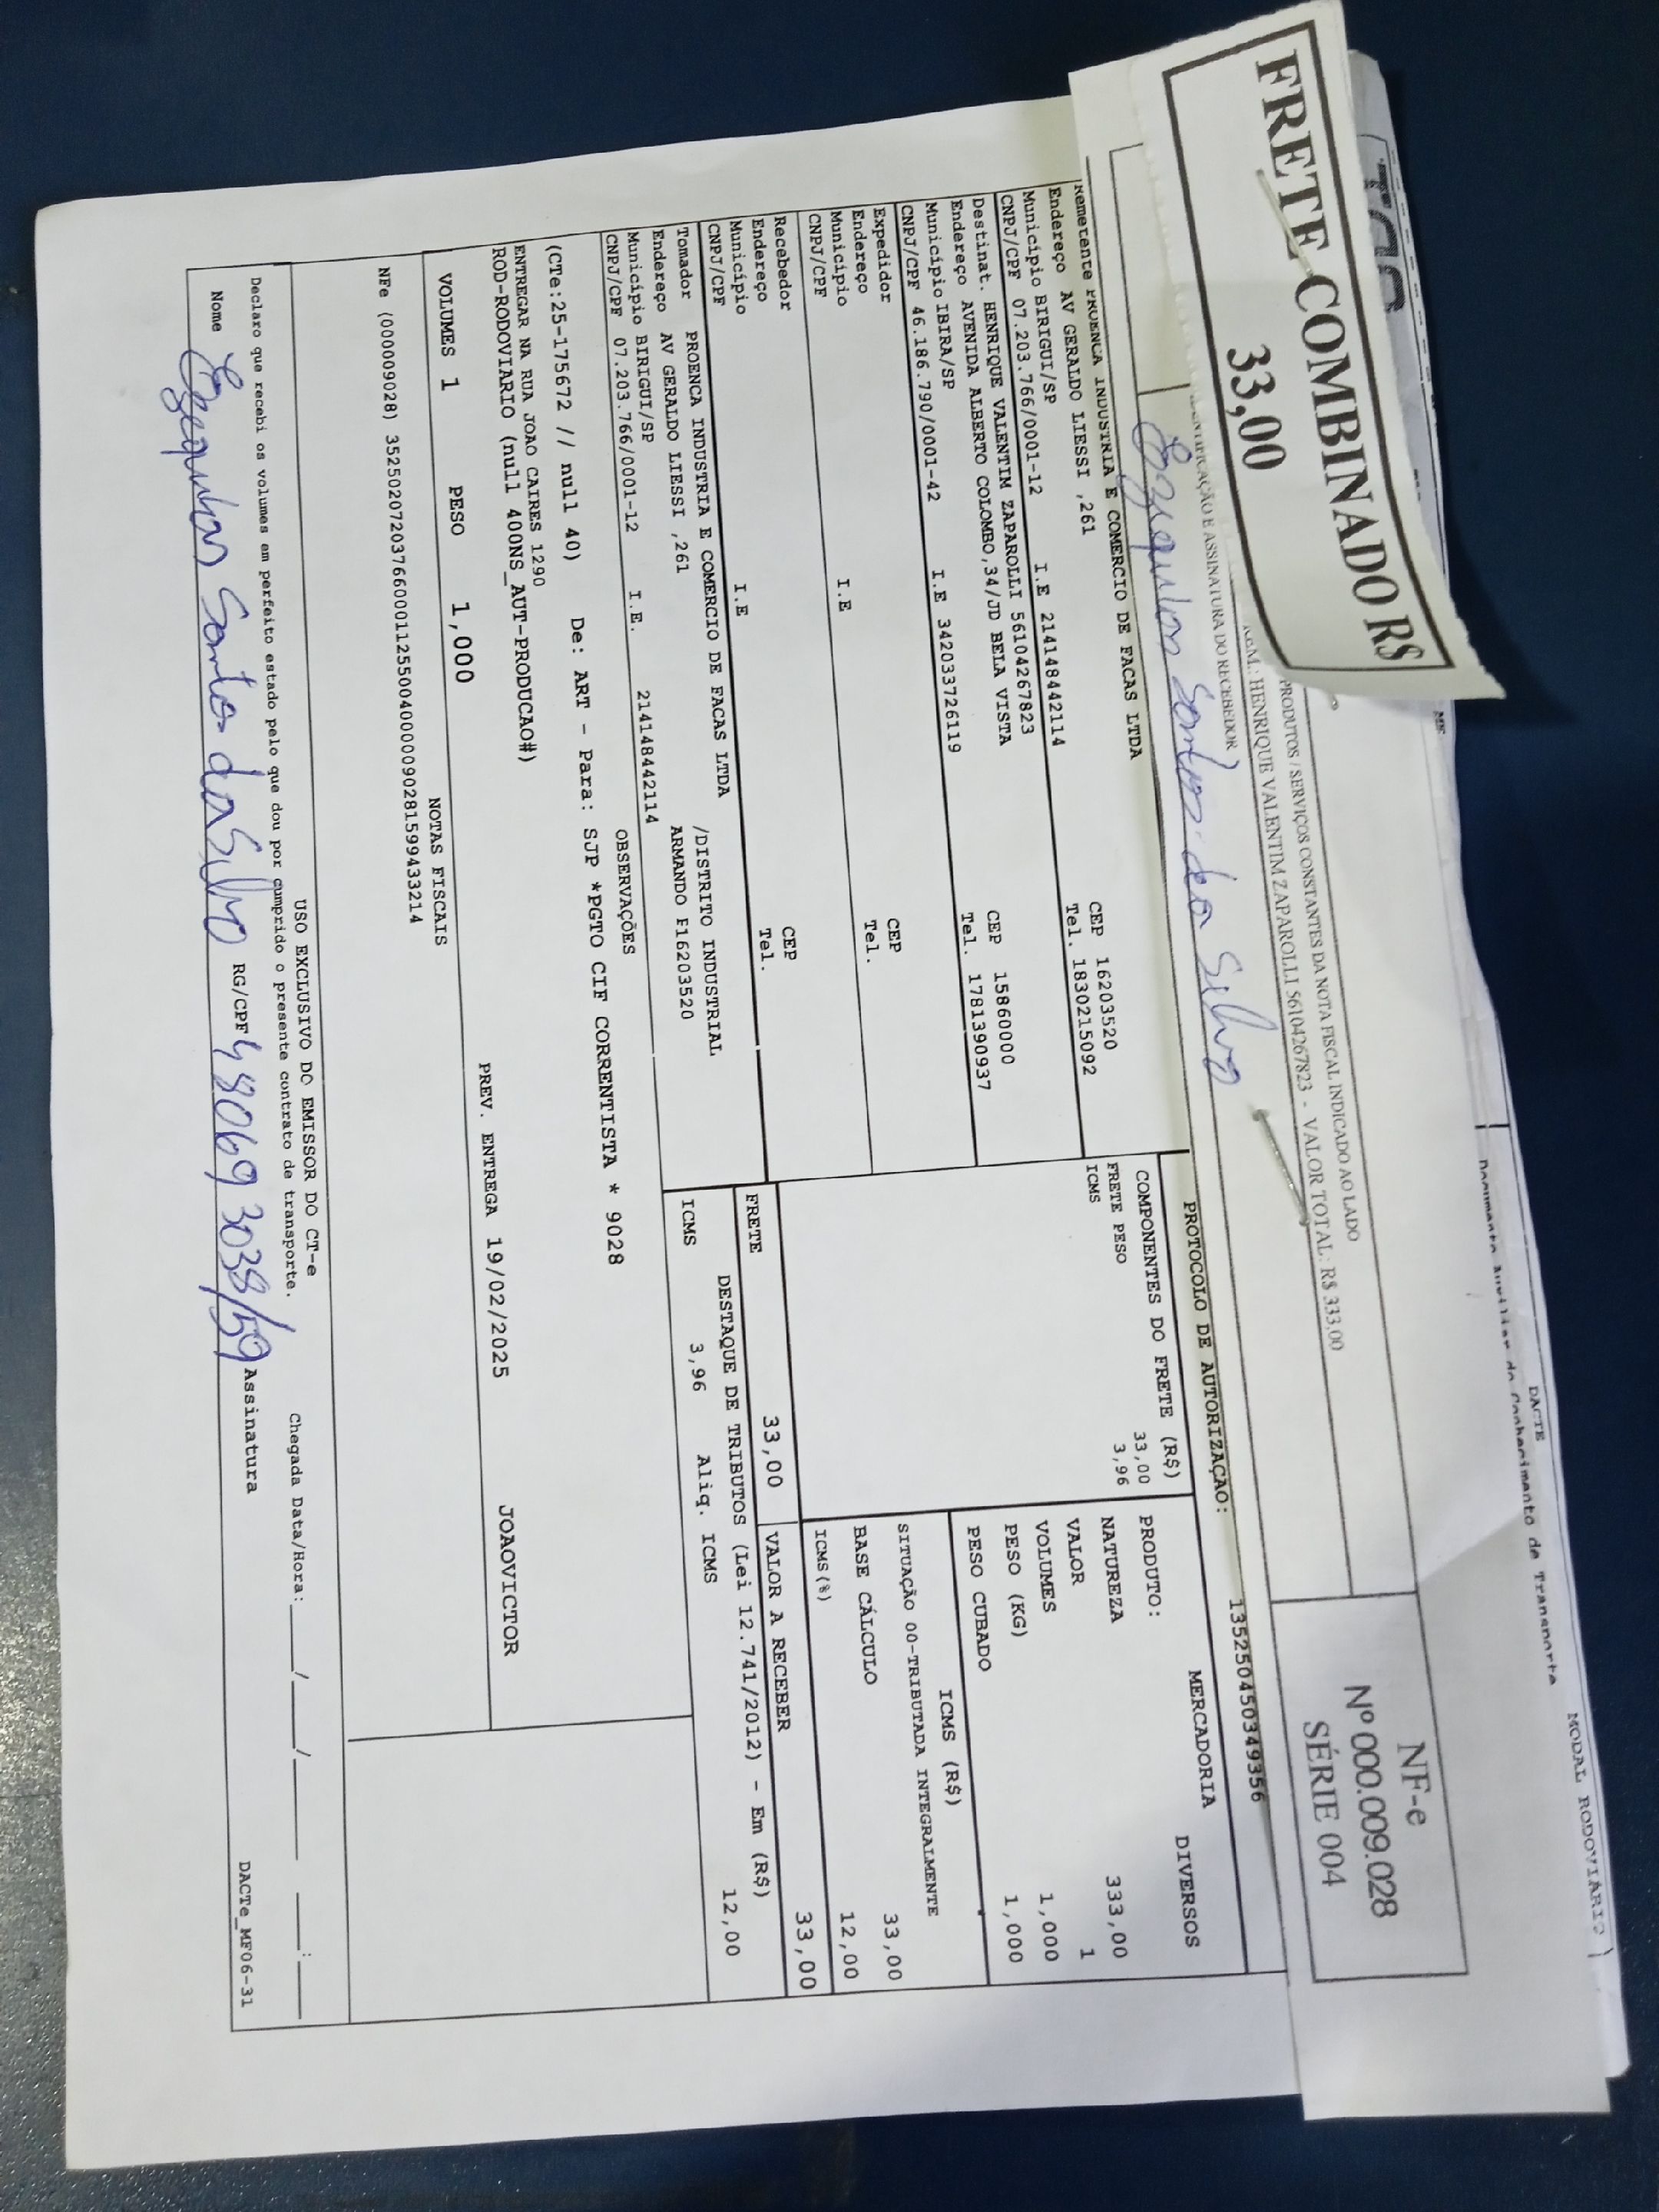 FRETE COMBINADO R$
33,00
DACTE
MODAL RODOVIÁRIO
Documento Auxiliar do Conhecimento de Transporte
ME
PRODUTOS / SERVIÇOS CONSTANTES DA NOTA FISCAL INDICADO AO LADO
HENRIQUE VALENTIM ZAPAROLLI 56104267823 - VALOR TOTAL: R$ 333,00
E ASSINATURA DO RECEBEDOR
Santos da Silva
NF-e
Nº 000.009.028
SÉRIE 004
PROTOCOLO DE AUTORIZAÇAO: 135250450349356
Remetente PROENCA INDUSTRIA E COMERCIO DE FACAS LTDA
Endereço AV GERALDO LIESSI ,261 CEP 16203520
Município BIRIGUI/SP Tel. 1830215092
CNPJ/CPF 07.203.766/0001-12 I.E 214148442114
Destinat. HENRIQUE VALENTIM ZAPAROLLI 56104267823
Endereço AVENIDA ALBERTO COLOMBO,34/JD BELA VISTA CEP 15860000
Município IBIRA/SP Tel. 1781390937
CNPJ/CPF 46.186.790/0001-42 I.E 34203372​6119
Expedidor
Endereço CEP
Município Tel.
CNPJ/CPF I.E
Recebedor
Endereço CEP
Município Tel.
CNPJ/CPF I.E
Tomador PROENCA INDUSTRIA E COMERCIO DE FACAS LTDA
Endereço AV GERALDO LIESSI ,261 /DISTRITO INDUSTRIAL
Município BIRIGUI/SP ARMANDO F16203520
CNPJ/CPF 07.203.766/0001-12 I.E. 214148442114
COMPONENTES DO FRETE (R$)
FRETE PESO 33,00
ICMS 3,96
MERCADORIA
PRODUTO: DIVERSOS
NATUREZA
VALOR 333,00
VOLUMES 1
PESO (KG) 1,000
PESO CUBADO 1,000
ICMS (R$)
SITUAÇÃO 00-TRIBUTADA INTEGRALMENTE
BASE CÁLCULO 33,00
ICMS(%) 12,00
FRETE 33,00 VALOR A RECEBER 33,00
DESTAQUE DE TRIBUTOS (Lei 12.741/2012) - Em (R$)
ICMS 3,96 Aliq. ICMS 12,00
OBSERVAÇÕES
(CTe:25-175672 // null 40) De: ART - Para: SJP *PGTO CIF CORRENTISTA * 9028
ENTREGAR NA RUA JOAO CAIRES 1290
ROD-RODOVIARIO (null 400NS_AUT-PRODUCAO#)
VOLUMES 1 PESO 1,000 PREV. ENTREGA 19/02/2025 JOAOVICTOR
NOTAS FISCAIS
NFe (000009028) 35250207203766000112550040000090281599433214
USO EXCLUSIVO DO EMISSOR DO CT-e
Declaro que recebi os volumes em perfeito estado pelo que dou por cumprido o presente contrato de transporte. Chegada Data/Hora: __/__/____ __:__
Nome Santos da Silva RG/CPF 480693038/59 Assinatura
DACTe_MF06-31